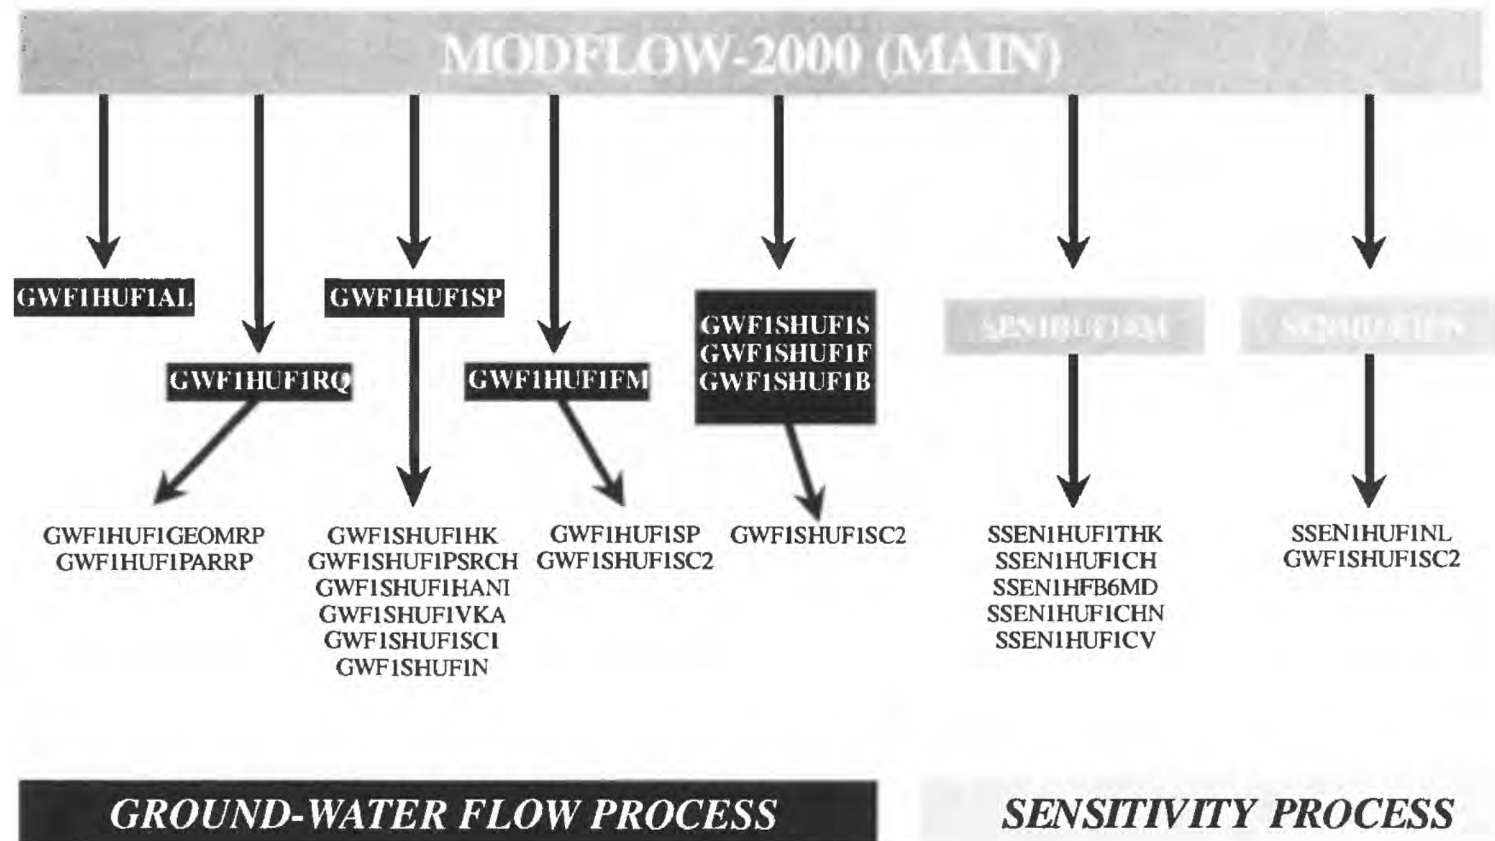 MODFLOW-2000 (MAIN)
GWF1HUF1AL
GWF1HUF1SP
GWF1HUF1RQ
GWF1HUF1FM
GWF1SHUF1S
GWF1SHUF1F
GWF1SHUF1B
GWF1HUF1GEOMRP
GWF1HUF1PARRP
GWF1SHUF1HK
GWF1SHUF1PSRCH
GWF1SHUF1HANI
GWF1SHUF1VKA
GWF1SHUF1SC1
GWF1SHUF1N
GWF1HUF1SP
GWF1SHUF1SC2
GWF1SHUF1SC2
SSEN1HUF1THK
SSEN1HUF1CH
SSEN1HFB6MD
SSEN1HUF1CHN
SSEN1HUF1CV
SSEN1HUF1NL
GWF1SHUF1SC2
GROUND-WATER FLOW PROCESS
SENSITIVITY PROCESS